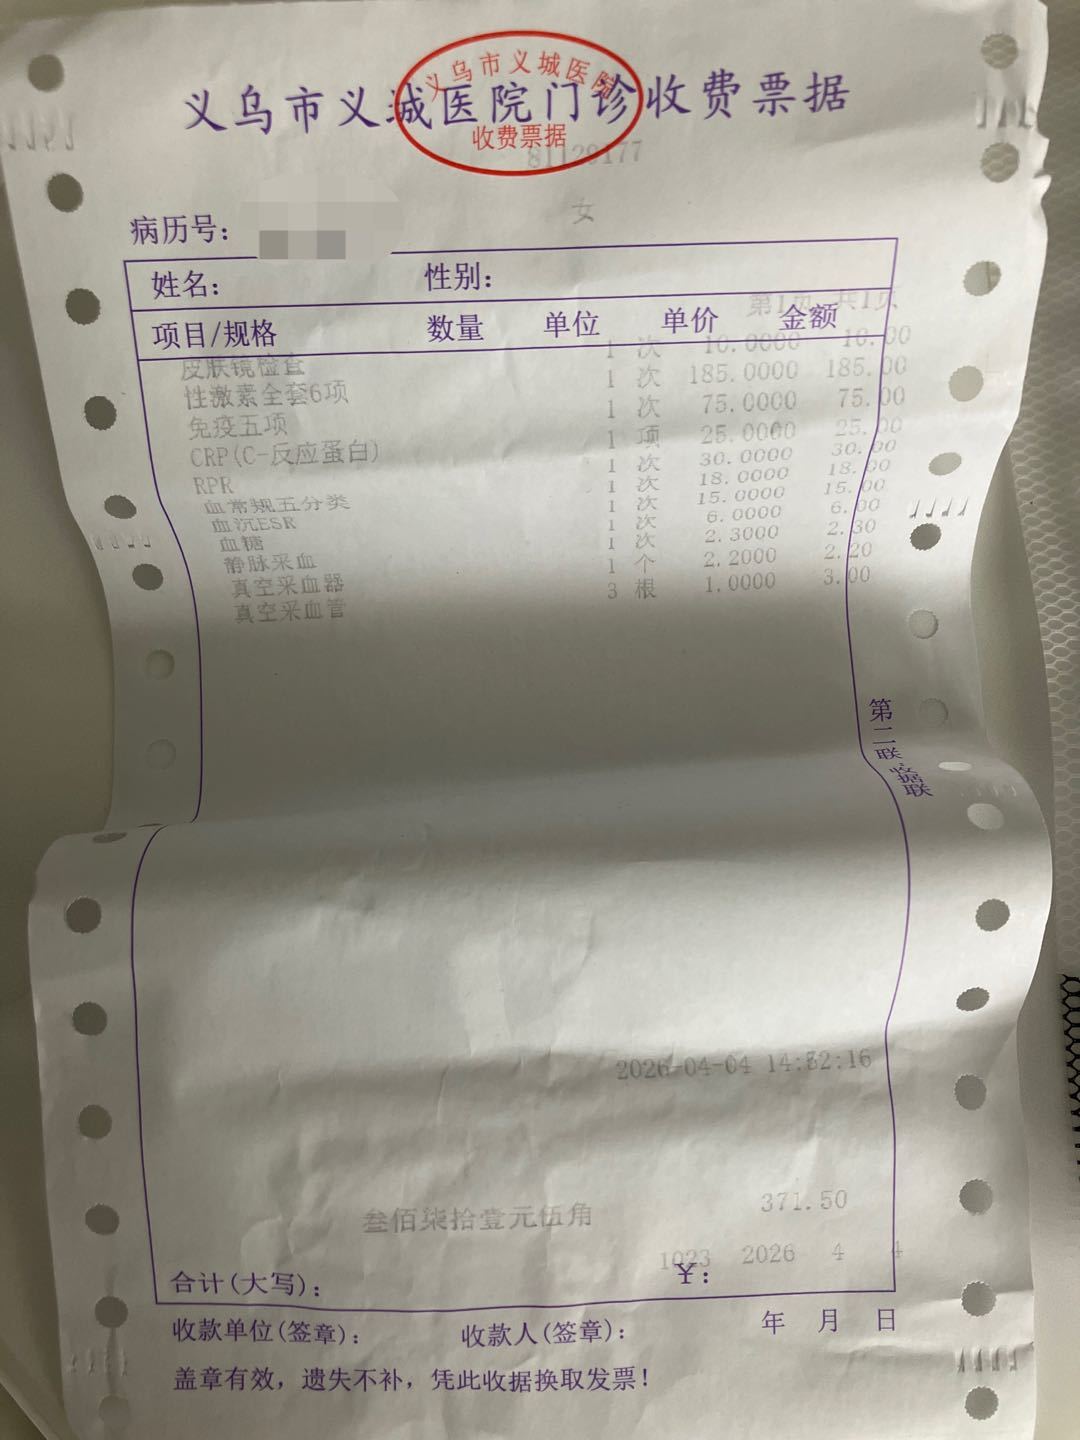 义乌市义城医院
义乌市义城医院门诊收费票据
收费票据
81129177
女
病历号：
姓名： 性别：
第1页 共1页
项目/规格 数量 单位 单价 金额
皮肤镜检查 1 次 10.0000 10.00
性激素全套6项 1 次 185.0000 185.00
免疫五项 1 次 75.0000 75.00
CRP(C-反应蛋白) 1 项 25.0000 25.00
RPR 1 次 30.0000 30.00
血常规五分类 1 次 18.0000 18.00
血沉ESR 1 次 15.0000 15.00
血糖 1 次 6.0000 6.00
静脉采血 1 次 2.3000 2.30
真空采血器 1 个 2.2000 2.20
真空采血管 3 根 1.0000 3.00
第二联：收据联
2026-04-04 14:32:16
叁佰柒拾壹元伍角 371.50
1023 2026 4 4
合计(大写)： ￥：
收款单位(签章)： 收款人(签章)： 年 月 日
盖章有效，遗失不补，凭此收据换取发票！